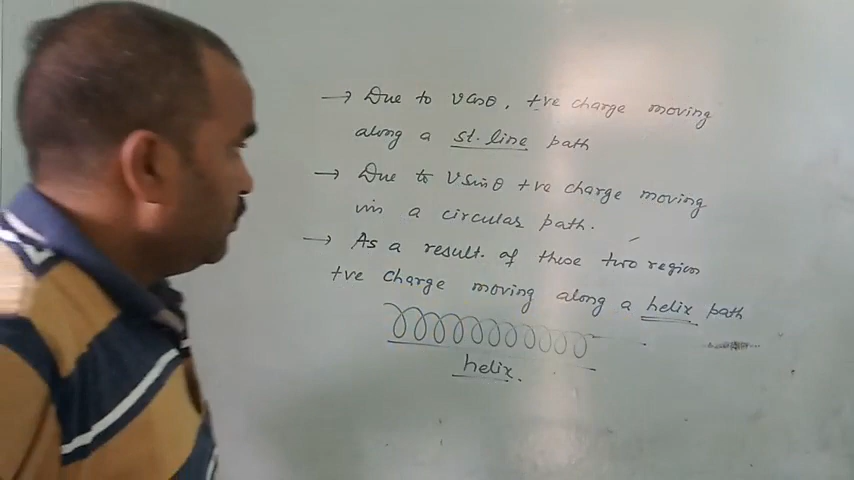 → Due to vcosθ, +ve charge moving
along a st. line path
→ Due to vsinθ +ve charge moving
in a circular path.
→ As a result. of these two region
+ve charge moving along a helix path
helix.